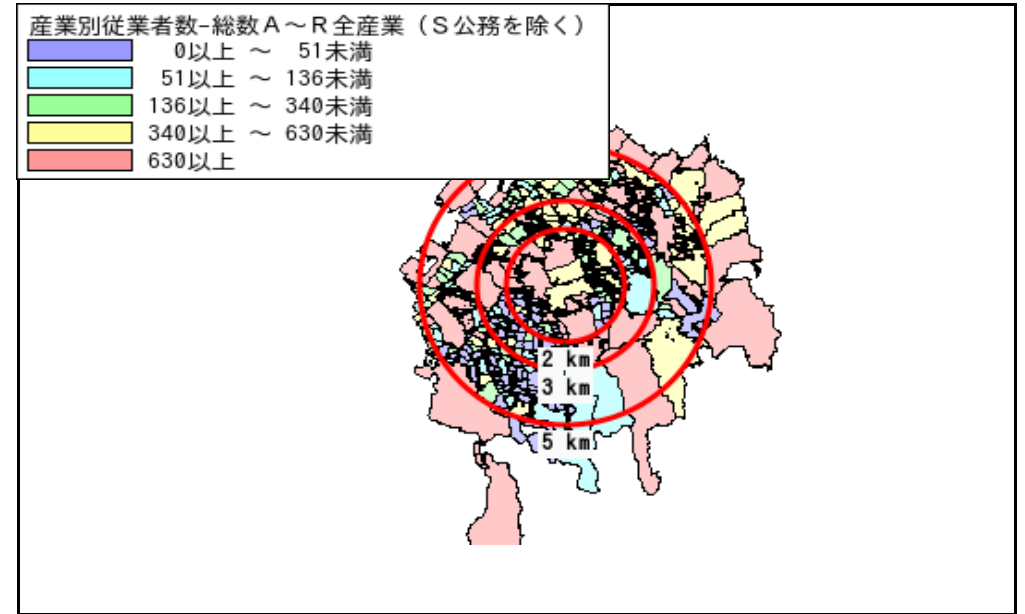 産業別従業者数−総数A〜R全産業（S公務を除く）
0以上 〜 51未満
51以上 〜 136未満
136以上 〜 340未満
340以上 〜 630未満
630以上
2 km
3 km
5 km